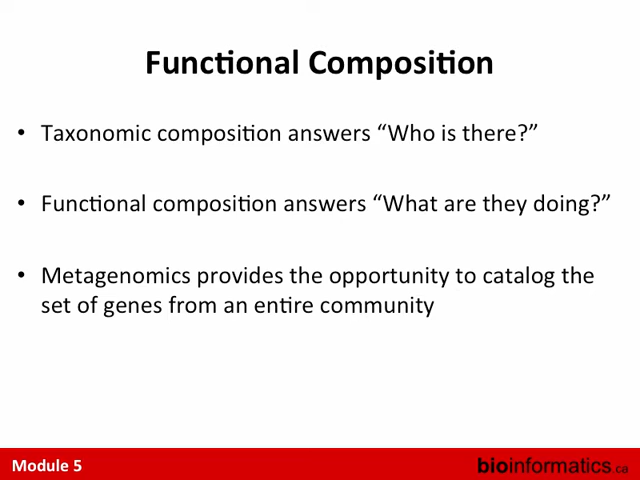 Functional Composition
• Taxonomic composition answers “Who is there?”
• Functional composition answers “What are they doing?”
• Metagenomics provides the opportunity to catalog the
set of genes from an entire community
Module 5
bioinformatics.ca